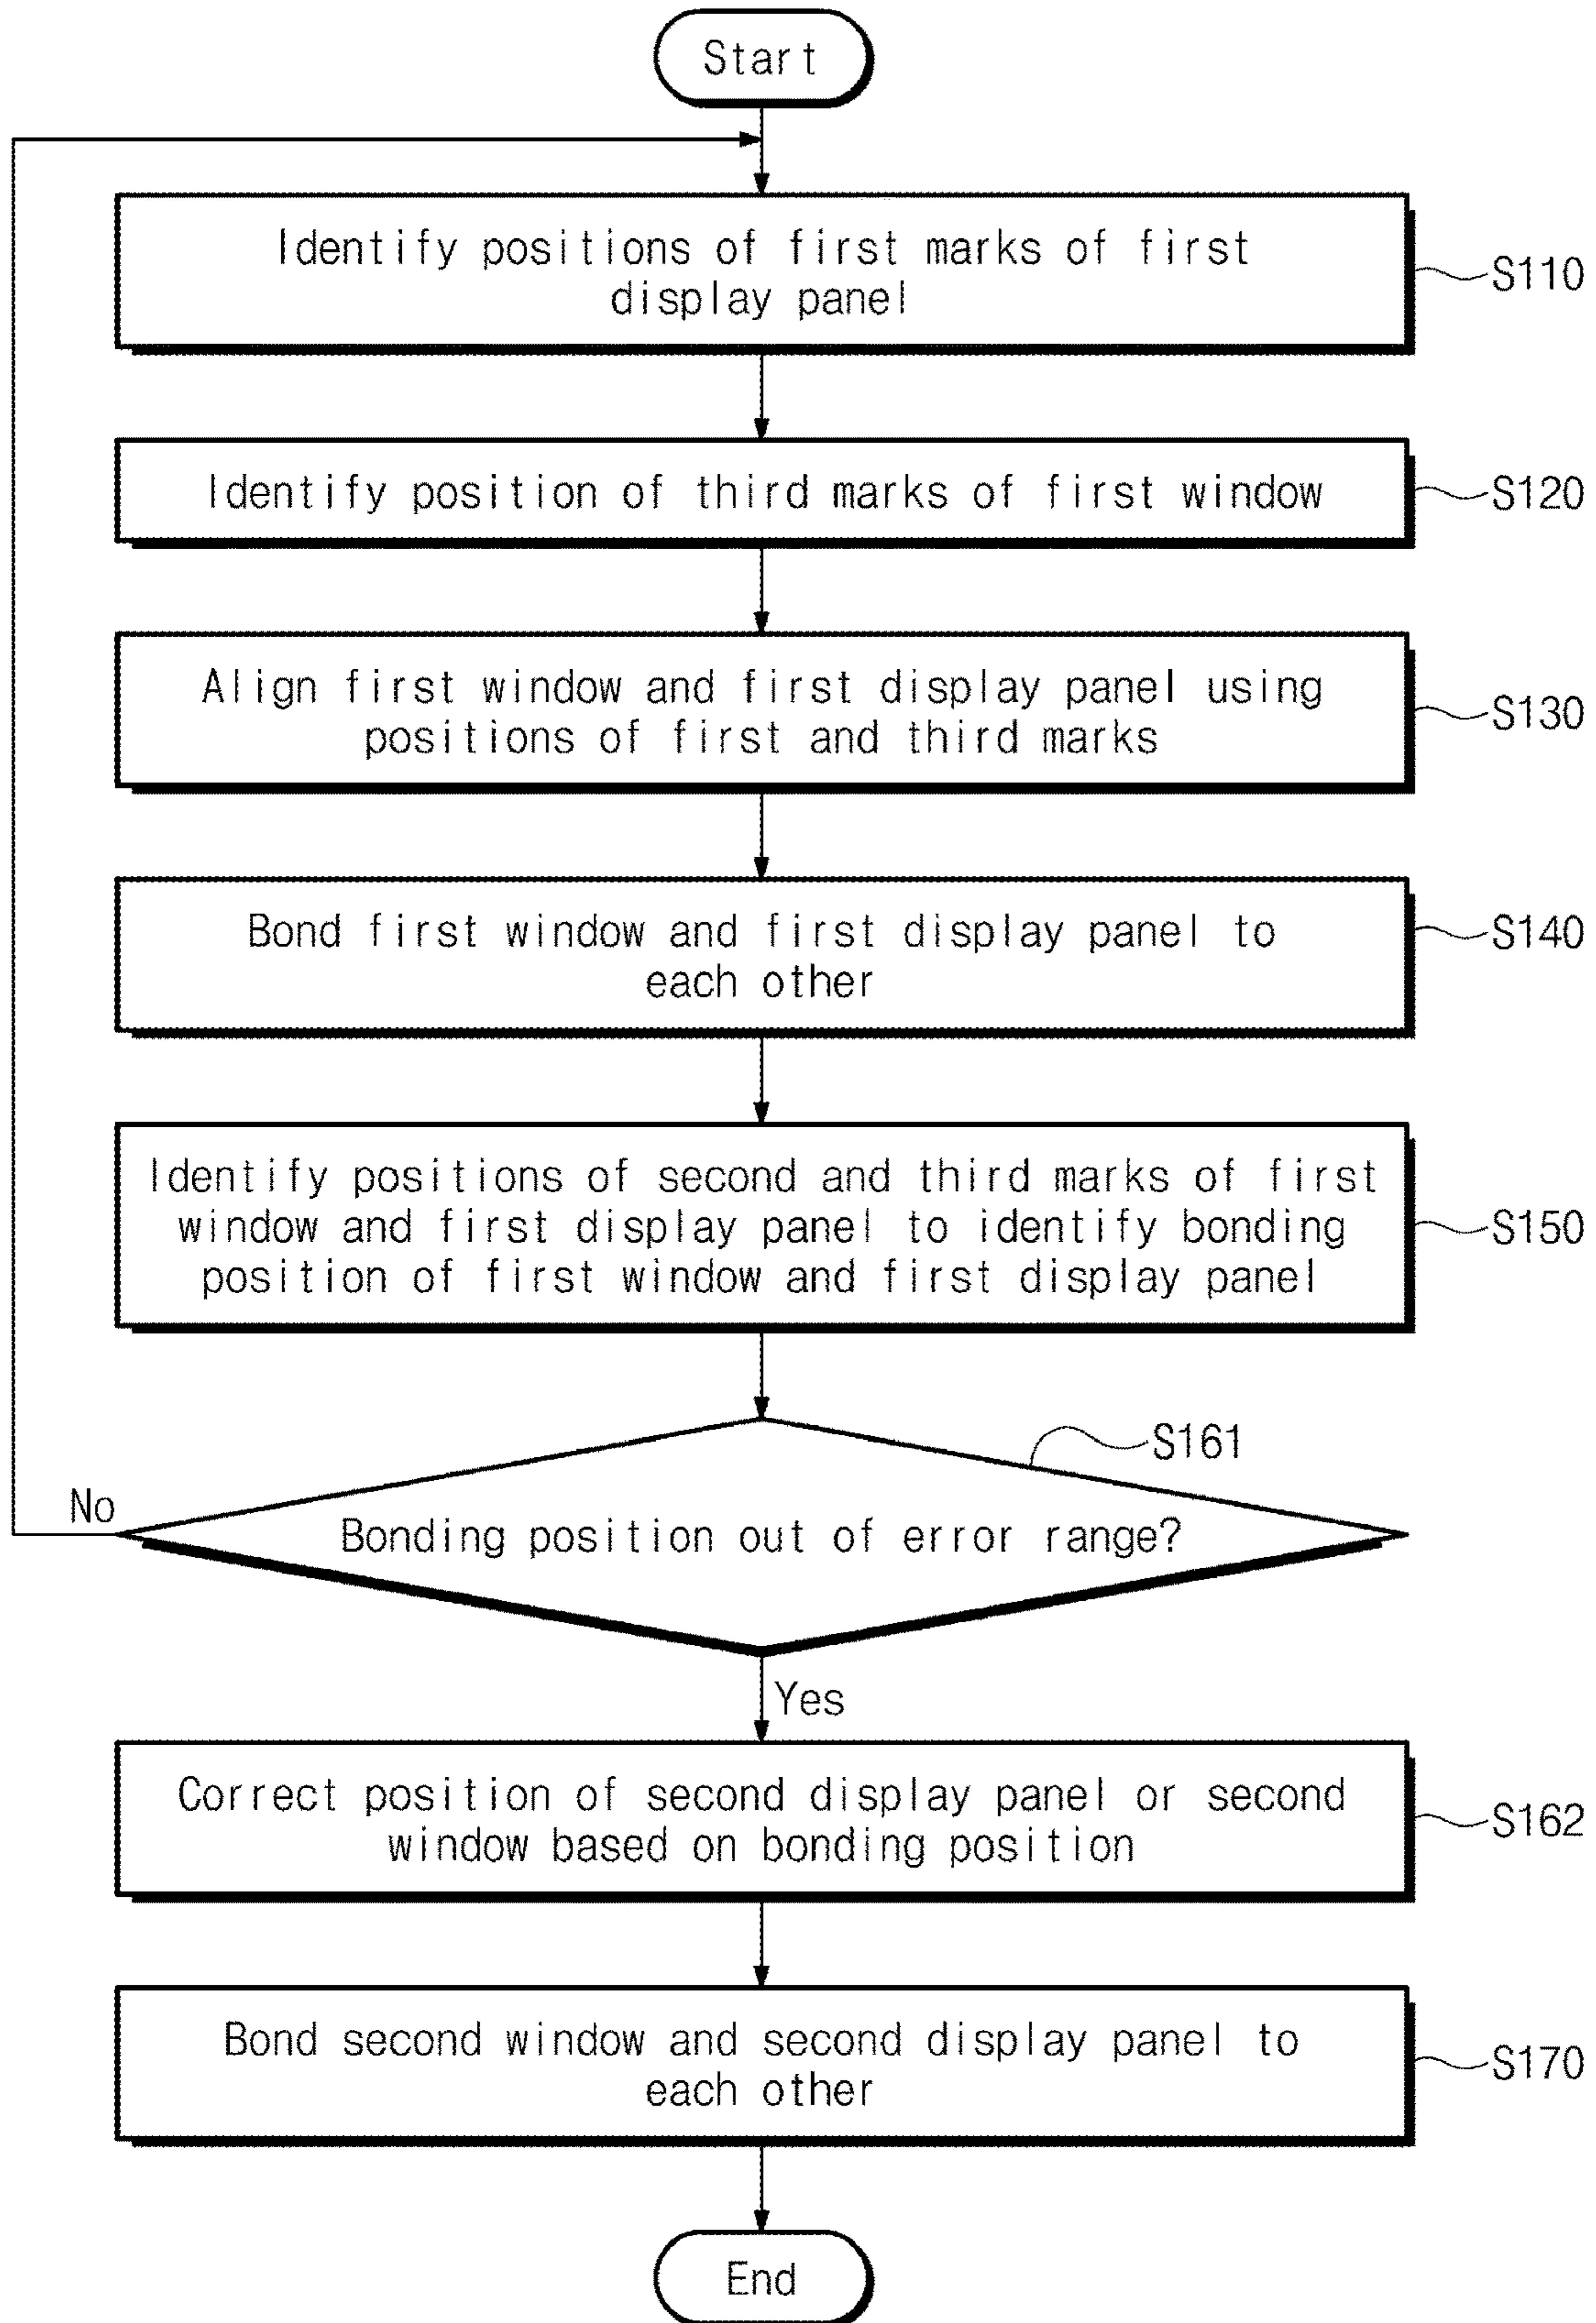 Start
Identify positions of first marks of first
display panel
S110
Identify position of third marks of first window
S120
Align first window and first display panel using
positions of first and third marks
S130
Bond first window and first display panel to
each other
S140
Identify positions of second and third marks of first
window and first display panel to identify bonding
position of first window and first display panel
S150
S161
No
Bonding position out of error range?
Yes
Correct position of second display panel or second
window based on bonding position
S162
Bond second window and second display panel to
each other
S170
End